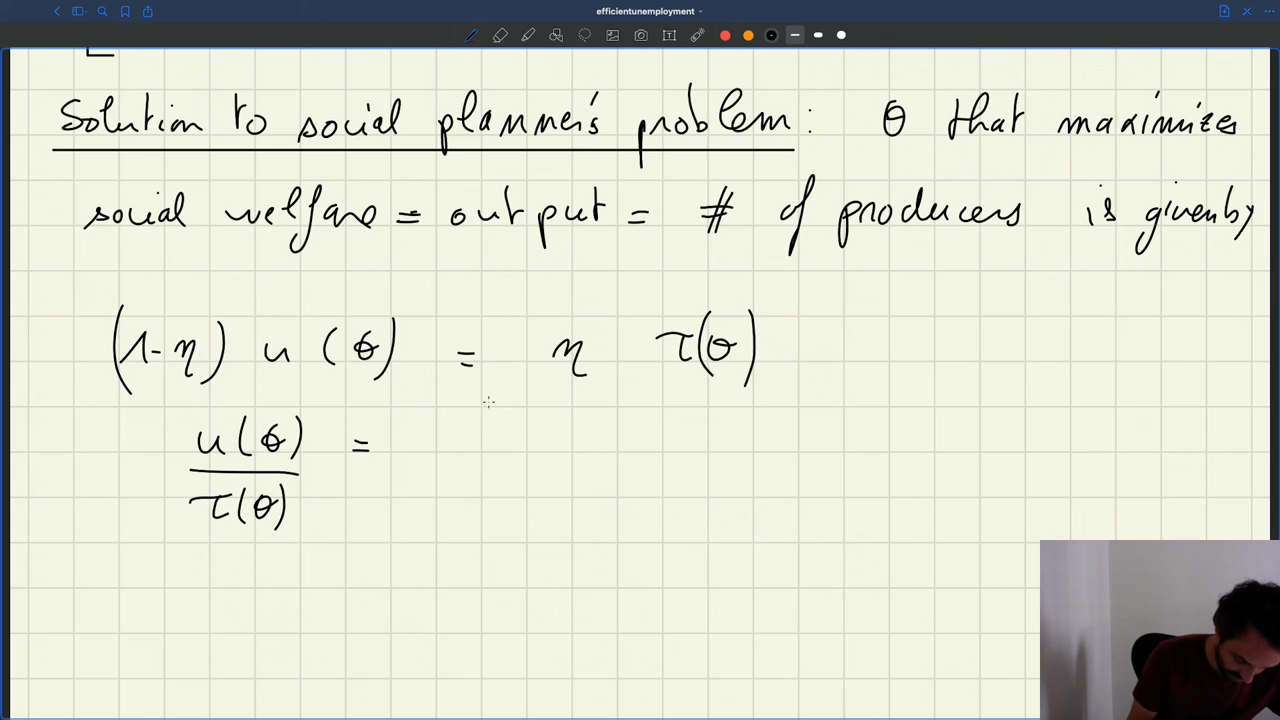 efficientunemployment
Solution to social planner's problem : θ that maximizes
social welfare = output = # of producers is given by
(1-η) u (θ) = η τ(θ)
u(θ) =
τ(θ)